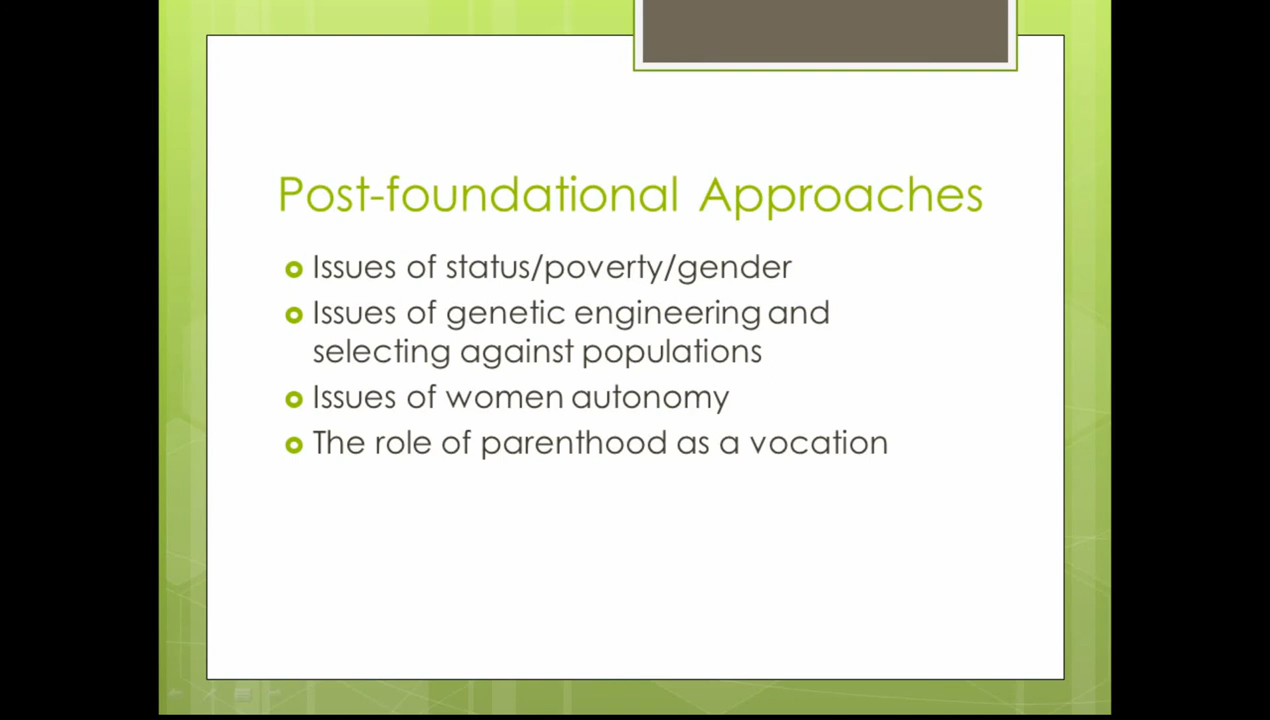 Post-foundational Approaches
Issues of status/poverty/gender
Issues of genetic engineering and
selecting against populations
Issues of women autonomy
The role of parenthood as a vocation